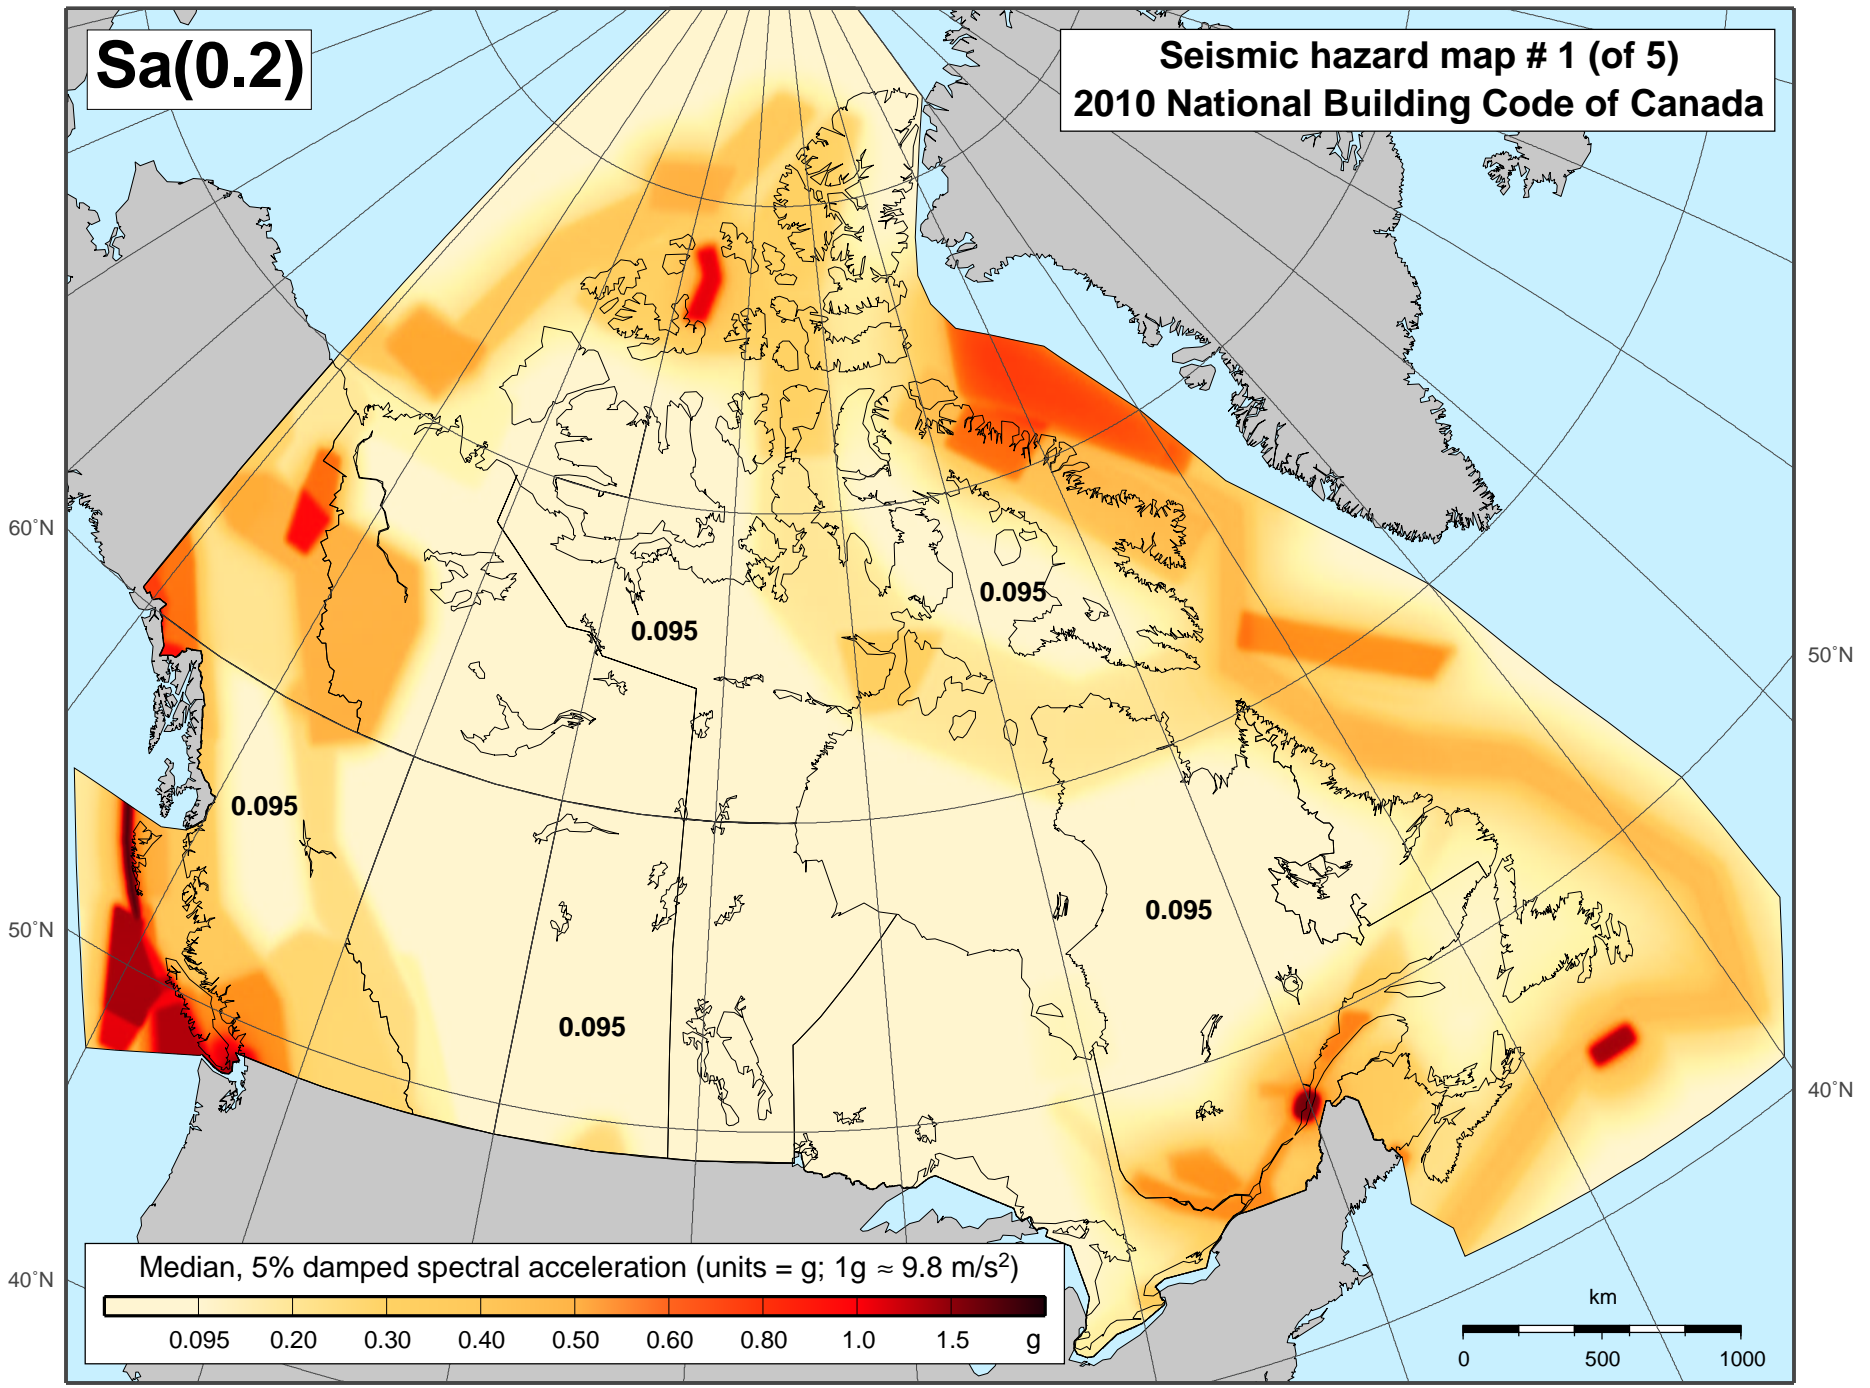 Sa(0.2)
Seismic hazard map # 1 (of 5)
2010 National Building Code of Canada
60°N
50°N
40°N
50°N
40°N
0.095
0.095
0.095
0.095
0.095
Median, 5% damped spectral acceleration (units = g; 1g ≈ 9.8 m/s²)
0.095 0.20 0.30 0.40 0.50 0.60 0.80 1.0 1.5 g
km
0 500 1000